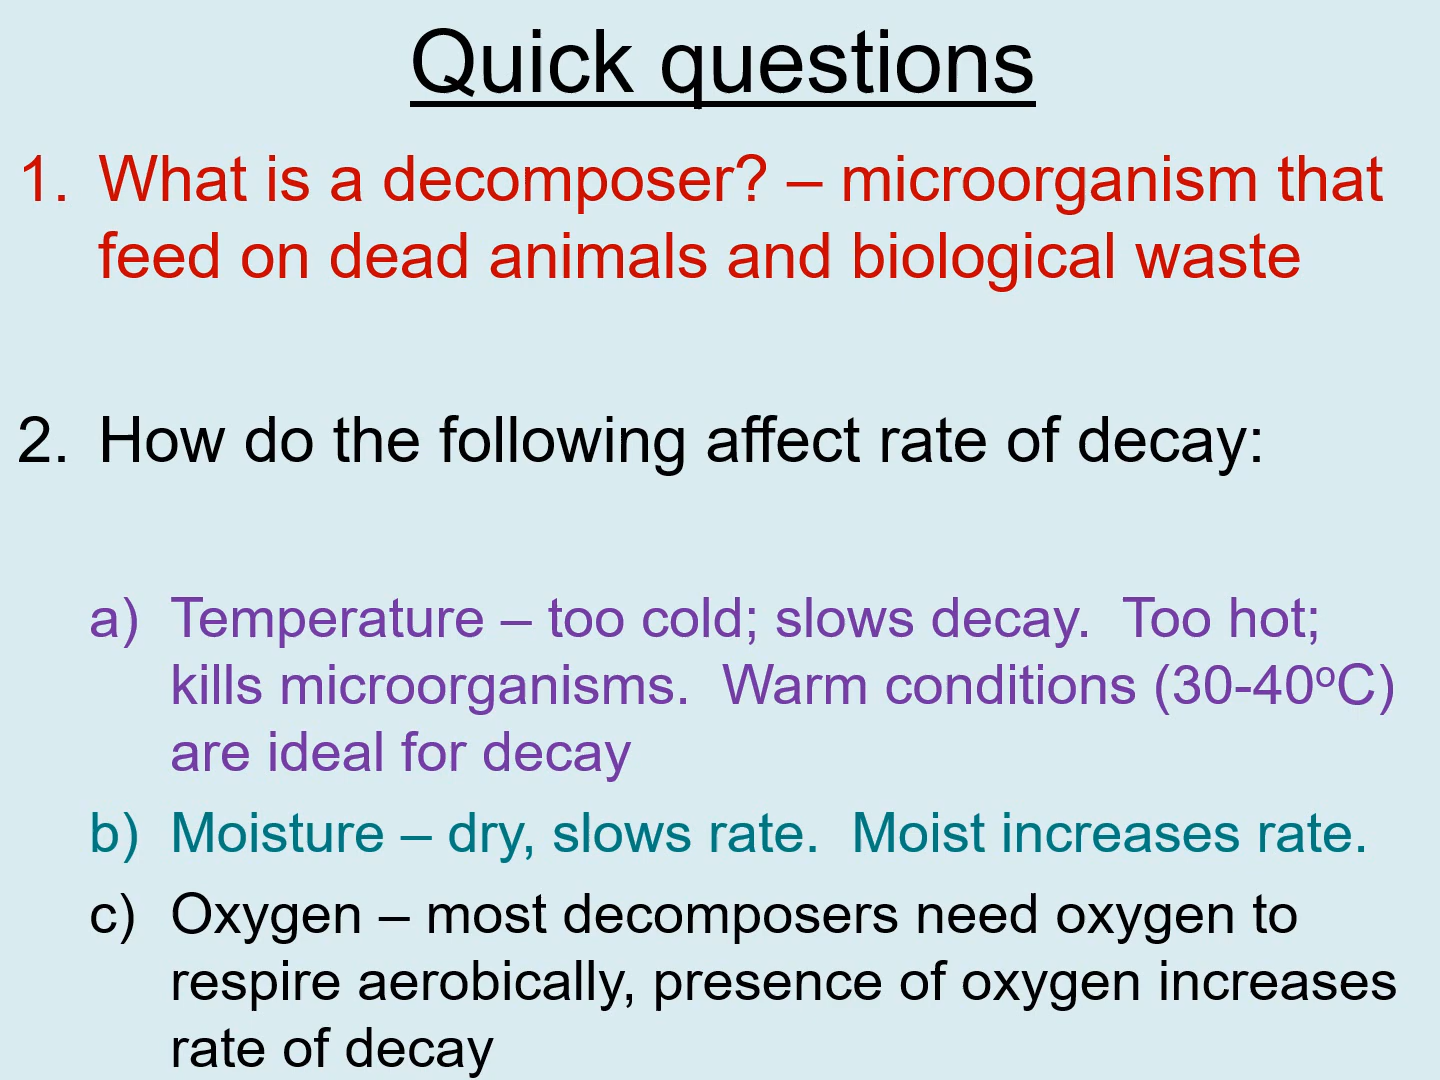 Quick questions
1. What is a decomposer? – microorganism that
feed on dead animals and biological waste
2. How do the following affect rate of decay:
a) Temperature – too cold; slows decay.  Too hot;
kills microorganisms.  Warm conditions (30-40ºC)
are ideal for decay
b) Moisture – dry, slows rate.  Moist increases rate.
c) Oxygen – most decomposers need oxygen to
respire aerobically, presence of oxygen increases
rate of decay